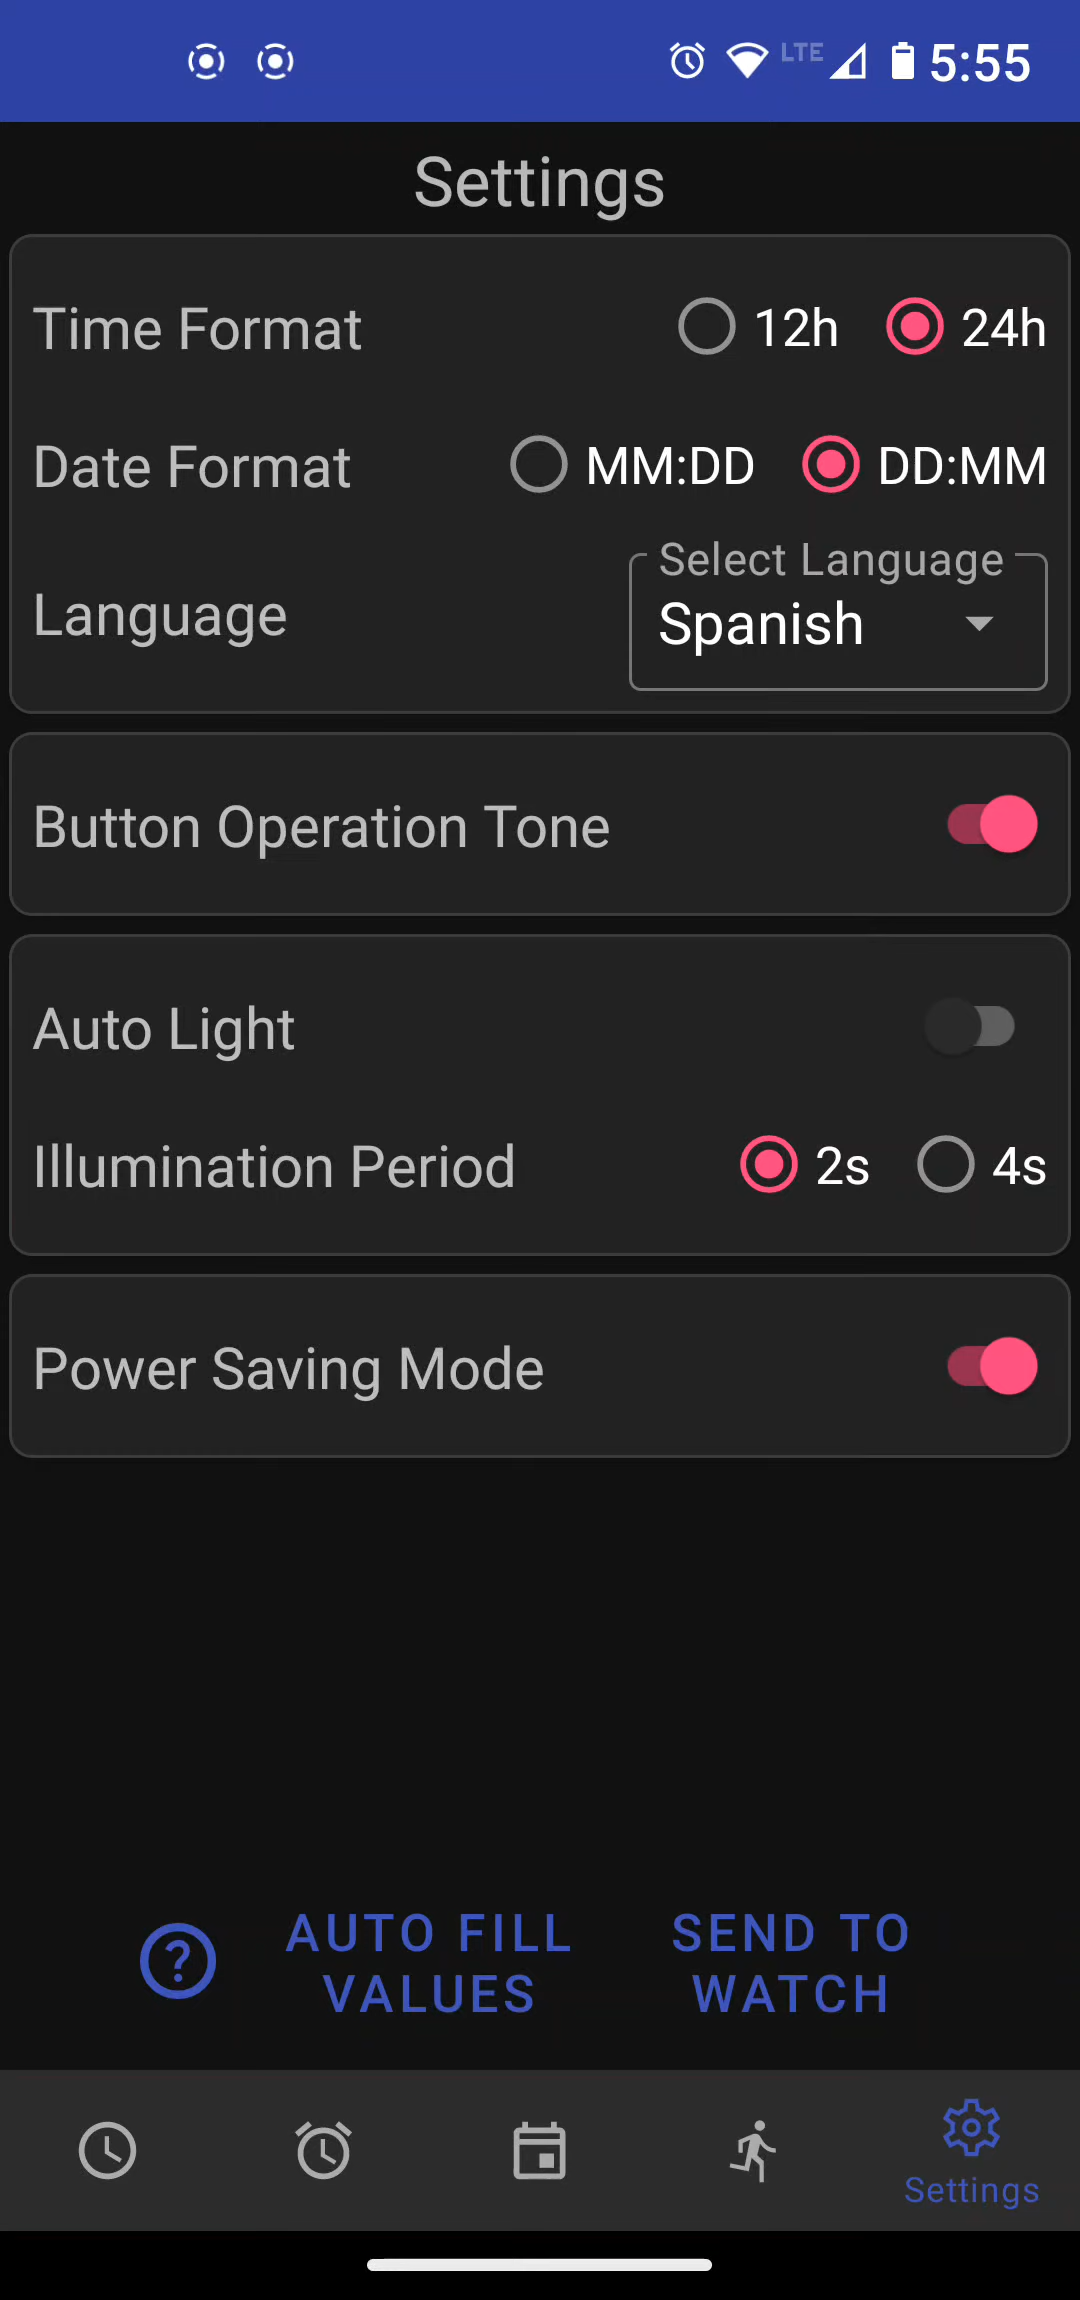 LTE 5:55
Settings
Time Format 12h 24h
Date Format MM:DD DD:MM
Select Language
Language Spanish
Button Operation Tone
Auto Light
Illumination Period 2s 4s
Power Saving Mode
AUTO FILL VALUES
SEND TO WATCH
Settings